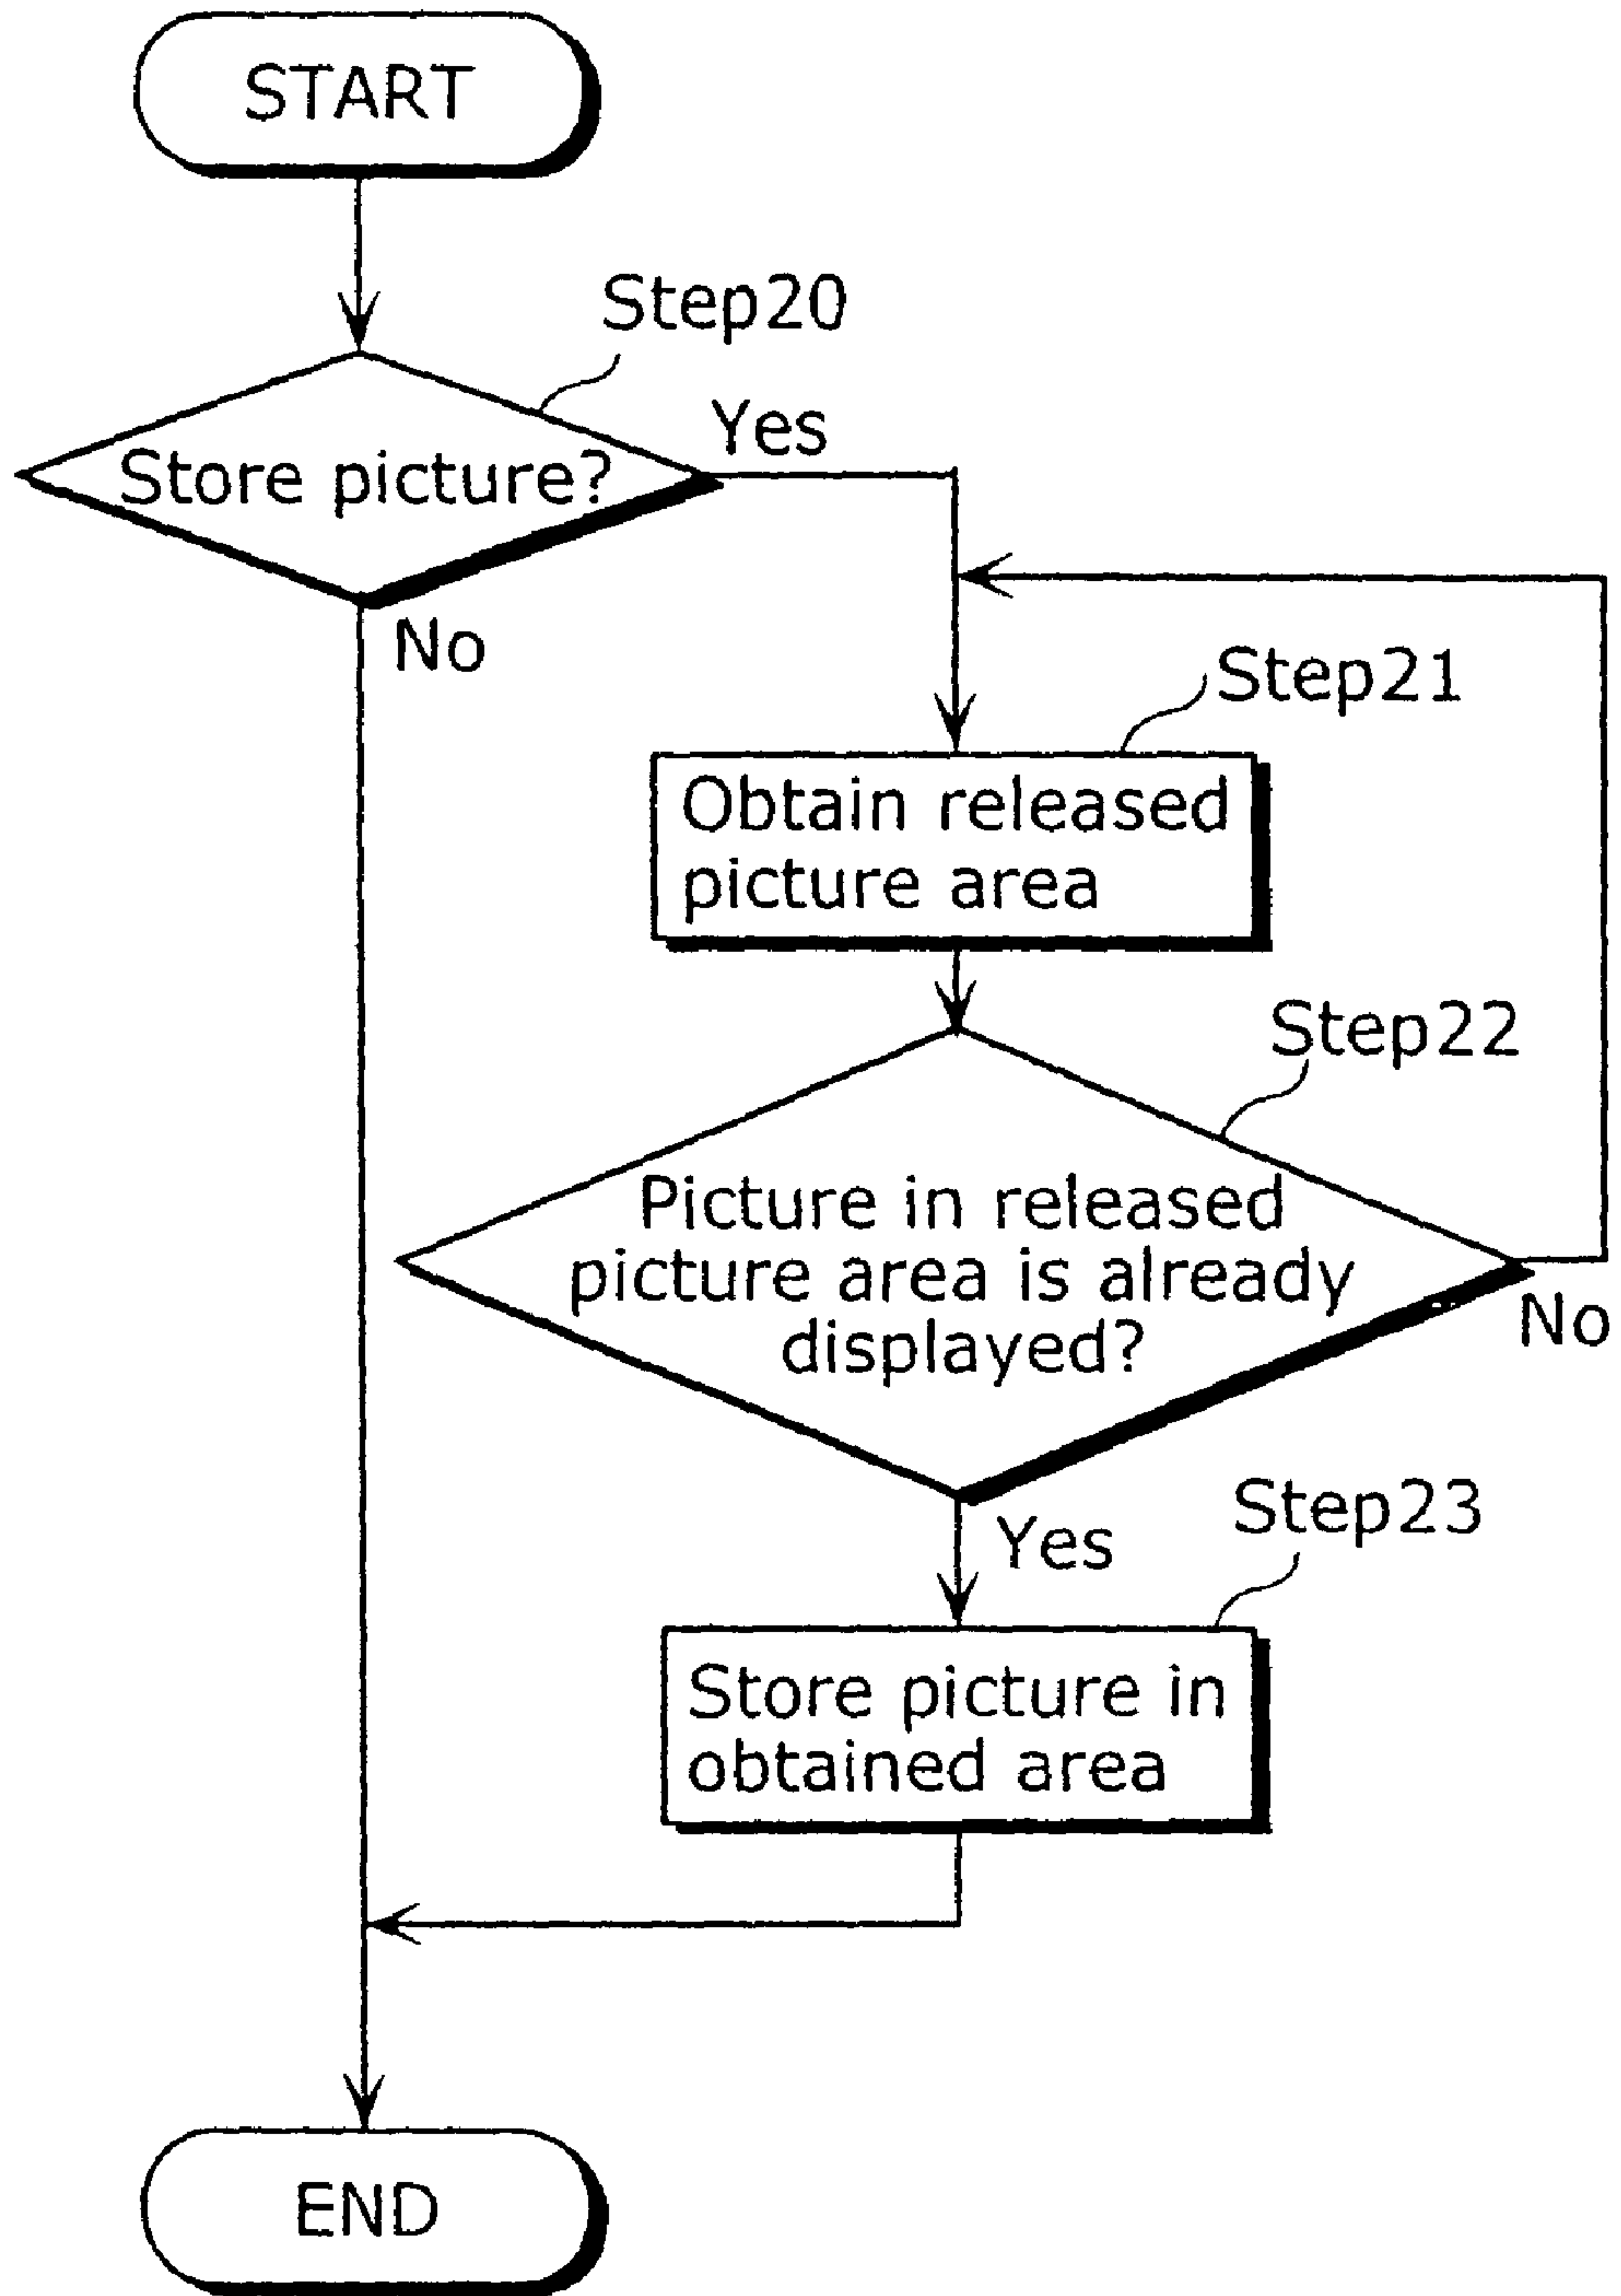 START
Step20
Yes
Store picture?
No
Step21
Obtain released
picture area
Step22
Picture in released
picture area is already
displayed?
No
Yes
Step23
Store picture in
obtained area
END